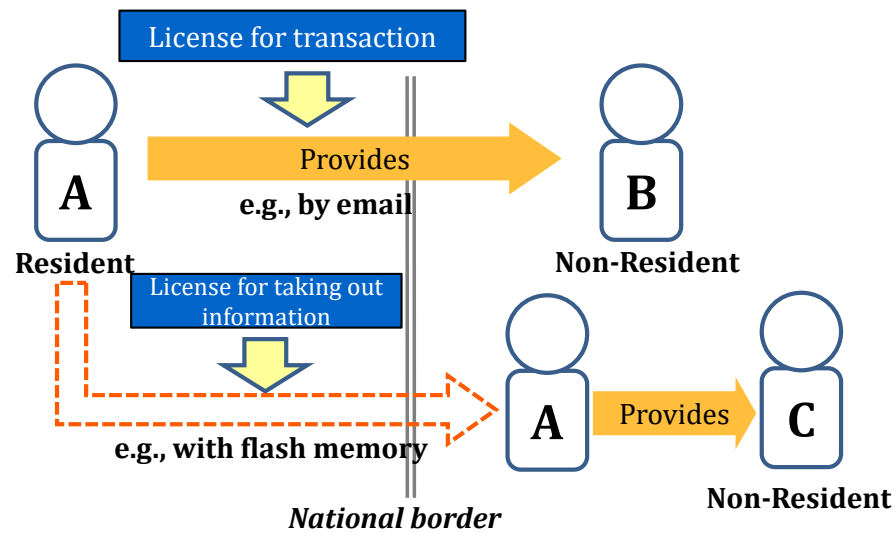 License for transaction
Provides
A
B
e.g., by email
Resident
Non-Resident
License for taking out
information
A
Provides
C
e.g., with flash memory
Non-Resident
National border